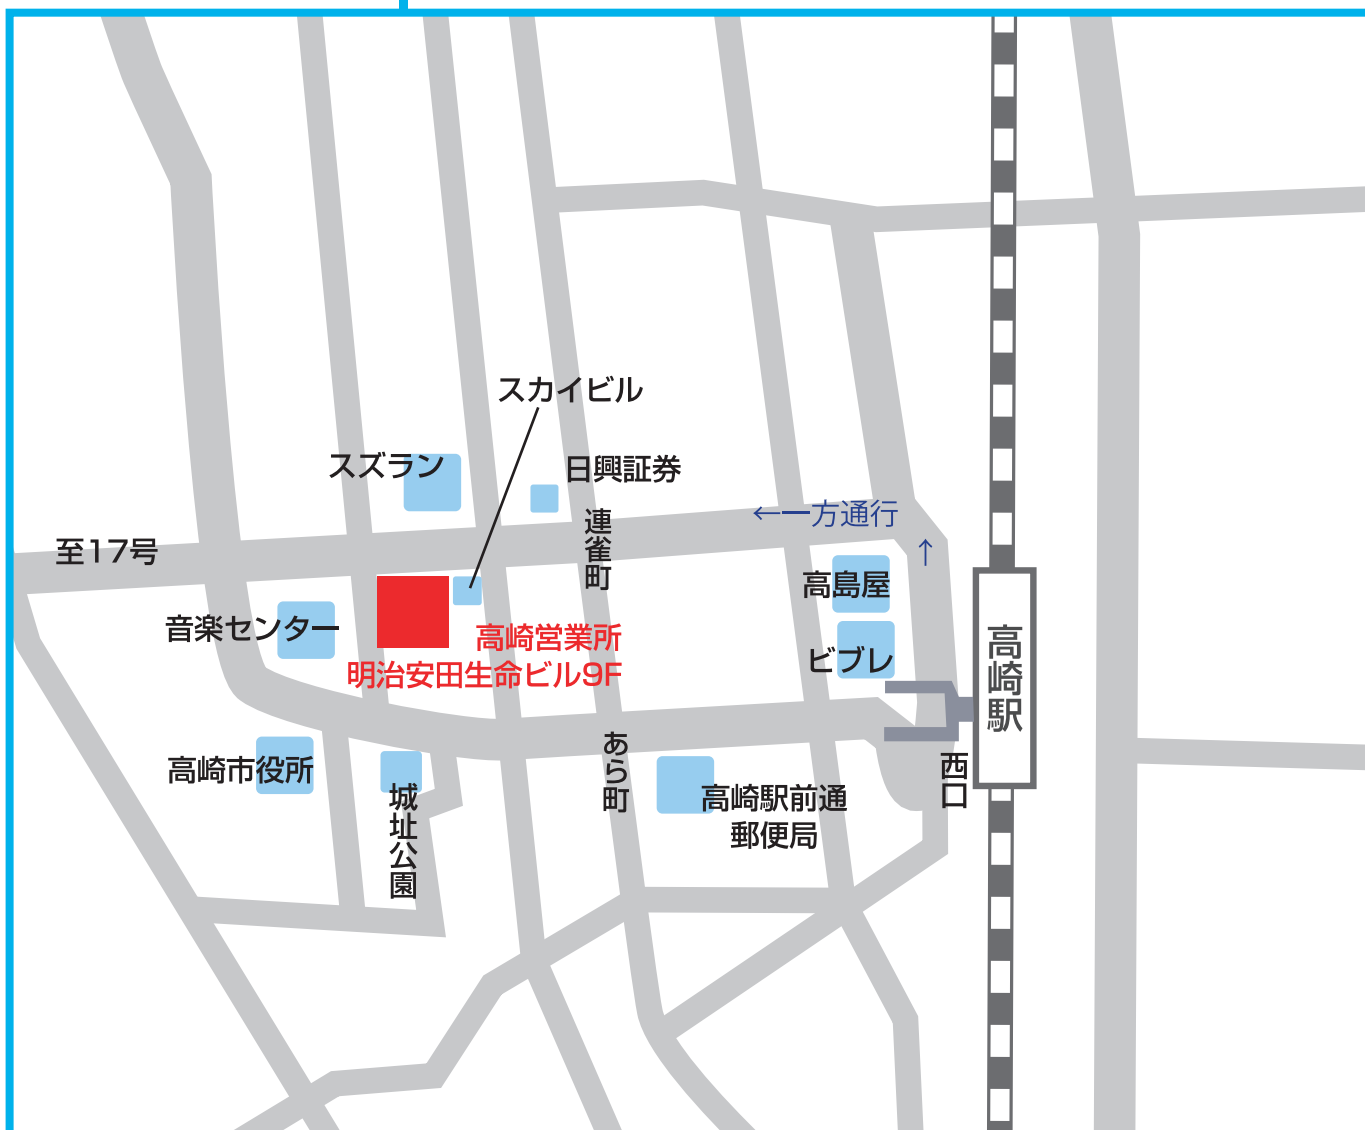 スカイビル
スズラン
日興証券
連雀町
←一方通行
↑
至17号
高島屋
音楽センター
高崎営業所
明治安田生命ビル9F
ビブレ
高崎駅
あら町
西口
高崎市役所
城址公園
高崎駅前通
郵便局